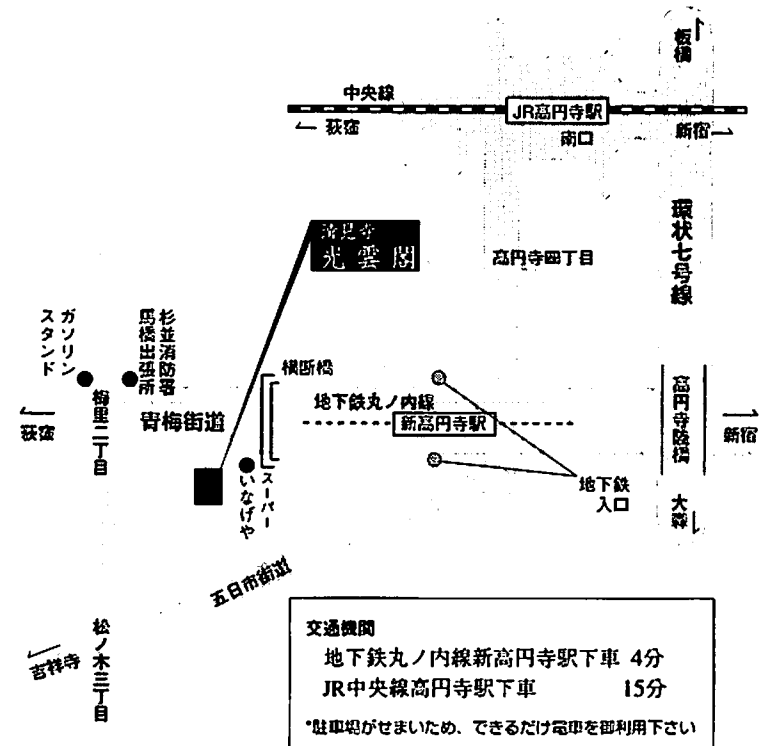 板橋
中央線
JR高円寺駅
荻窪
南口
新宿
環状七号線
光雲閣
高円寺四丁目
ガソリン
スタンド
杉並消防署
馬橋出張所
横断橋
梅里二丁目
青梅街道
地下鉄丸ノ内線
新高円寺駅
高円寺陸橋
荻窪
新宿
スーパー
いなげや
地下鉄
入口
大森
五日市街道
松ノ木三丁目
吉祥寺
交通機関
地下鉄丸ノ内線新高円寺駅下車 4分
JR中央線高円寺駅下車 15分
*駐車場がせまいため、できるだけ電車を御利用下さい